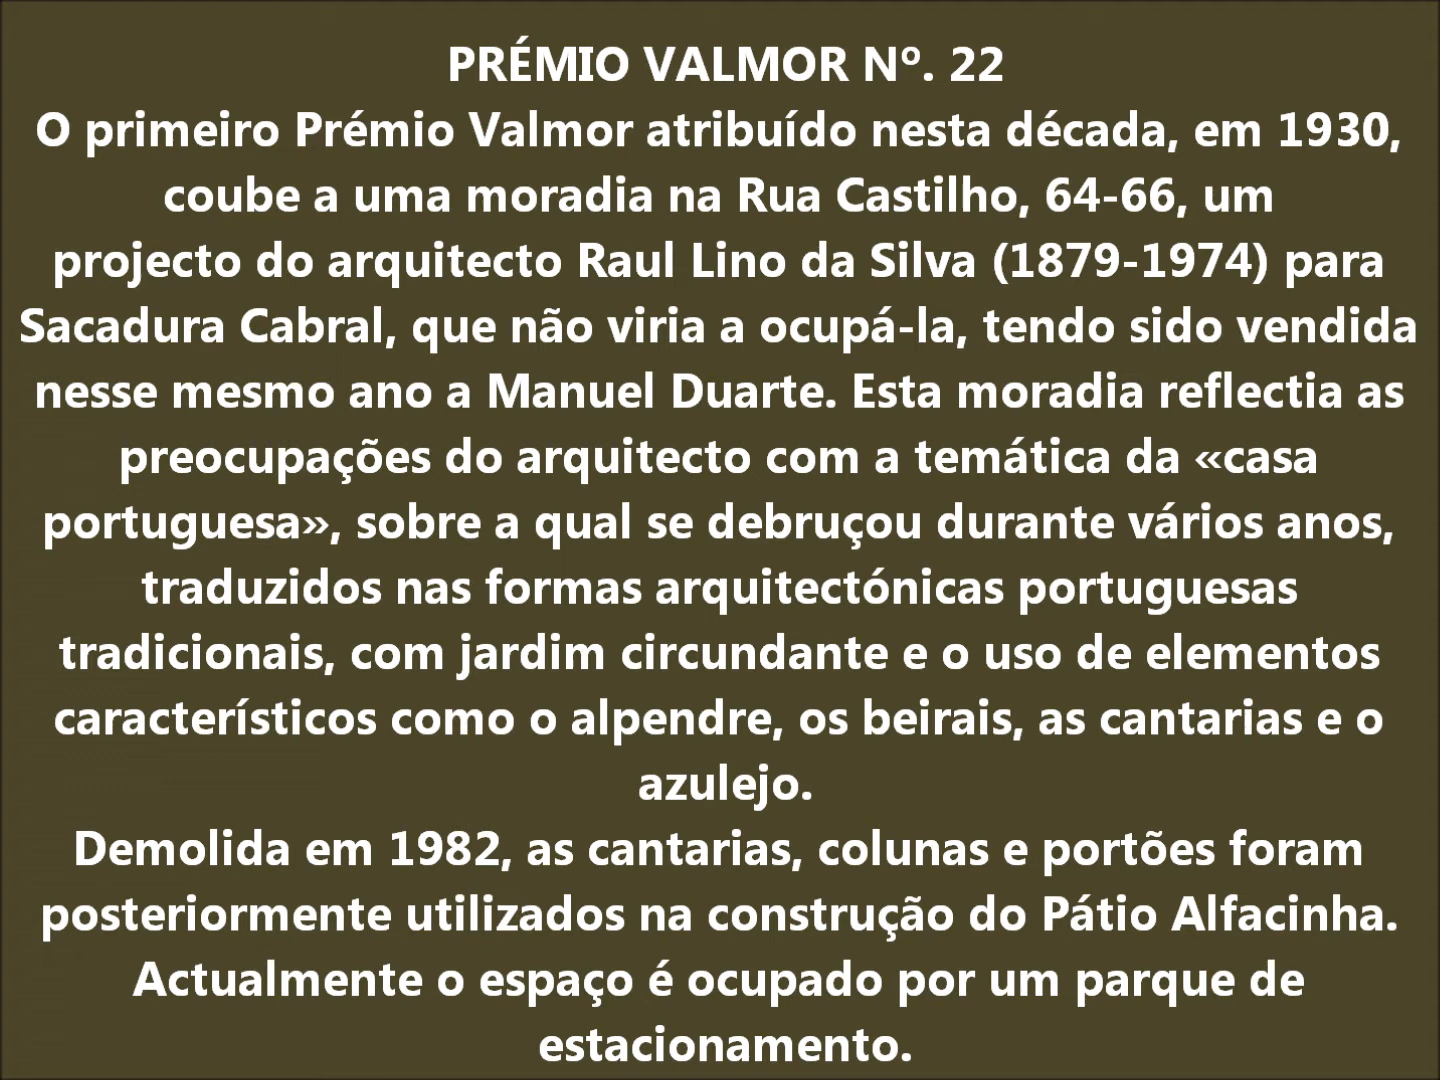 PRÉMIO VALMOR Nº. 22
O primeiro Prémio Valmor atribuído nesta década, em 1930,
coube a uma moradia na Rua Castilho, 64-66, um
projecto do arquitecto Raul Lino da Silva (1879-1974) para
Sacadura Cabral, que não viria a ocupá-la, tendo sido vendida
nesse mesmo ano a Manuel Duarte. Esta moradia reflectia as
preocupações do arquitecto com a temática da «casa
portuguesa», sobre a qual se debruçou durante vários anos,
traduzidos nas formas arquitectónicas portuguesas
tradicionais, com jardim circundante e o uso de elementos
característicos como o alpendre, os beirais, as cantarias e o
azulejo.
Demolida em 1982, as cantarias, colunas e portões foram
posteriormente utilizados na construção do Pátio Alfacinha.
Actualmente o espaço é ocupado por um parque de
estacionamento.